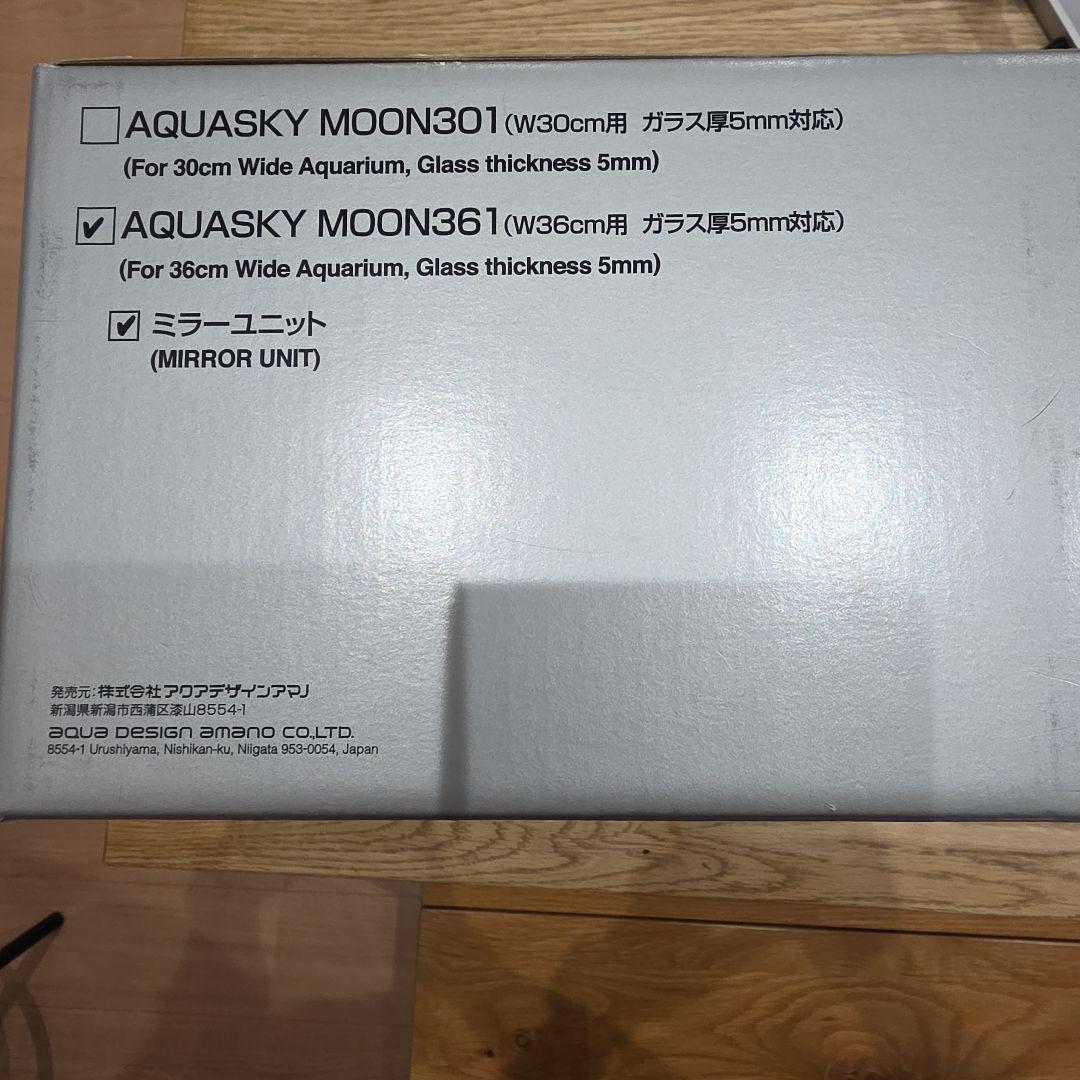 AQUASKY MOON301(W30cm用 ガラス厚5mm対応)
(For 30cm Wide Aquarium, Glass thickness 5mm)
AQUASKY MOON361(W36cm用 ガラス厚5mm対応)
(For 36cm Wide Aquarium, Glass thickness 5mm)
ミラーユニット
(MIRROR UNIT)
発売元:株式会社アクアデザインアマノ
新潟県新潟市西蒲区漆山8554-1
aqua Design amano CO.,LTD.
8554-1 Urushiyama, Nishikan-ku, Niigata 953-0054, Japan